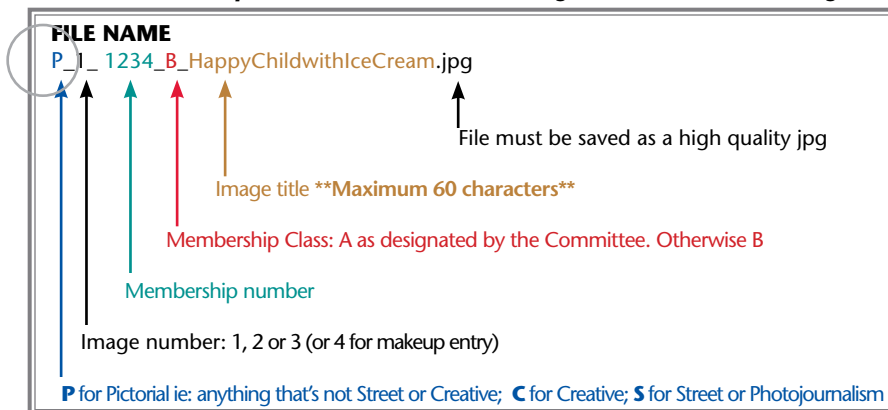 FILE NAME
P_1_ 1234_B_HappyChildwithIceCream.jpg
File must be saved as a high quality jpg
Image title **Maximum 60 characters**
Membership Class: A as designated by the Committee. Otherwise B
Membership number
Image number: 1, 2 or 3 (or 4 for makeup entry)
P for Pictorial ie: anything that's not Street or Creative; C for Creative; S for Street or Photojournalism